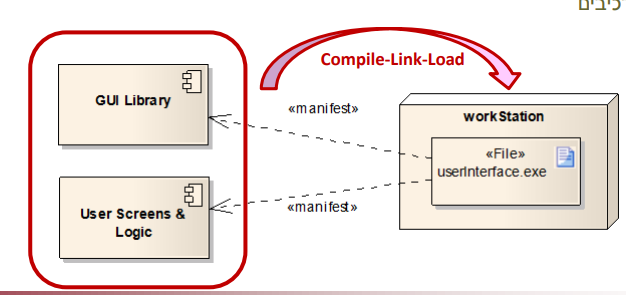 Compile-Link-Load
GUI Library
«manifest»
workStation
«File»
userInterface.exe
User Screens &
Logic
«manifest»